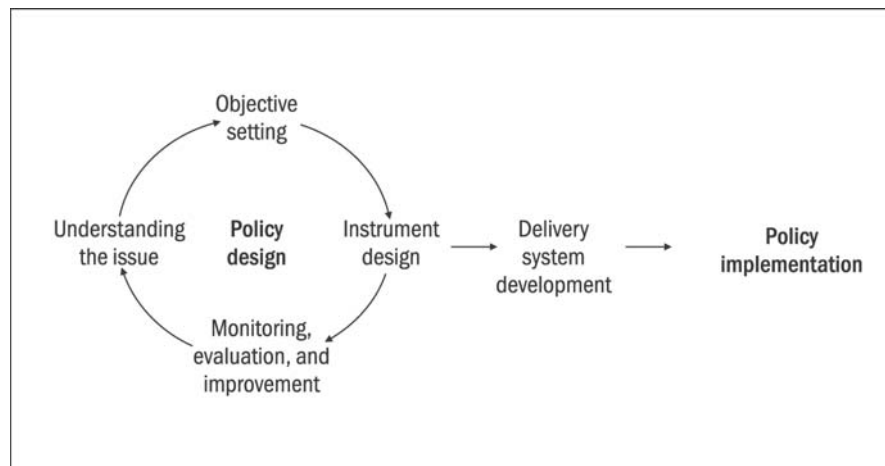 Objective
setting
Understanding
the issue
Policy
design
Instrument
design
Delivery
system
development
Policy
implementation
Monitoring,
evaluation, and
improvement